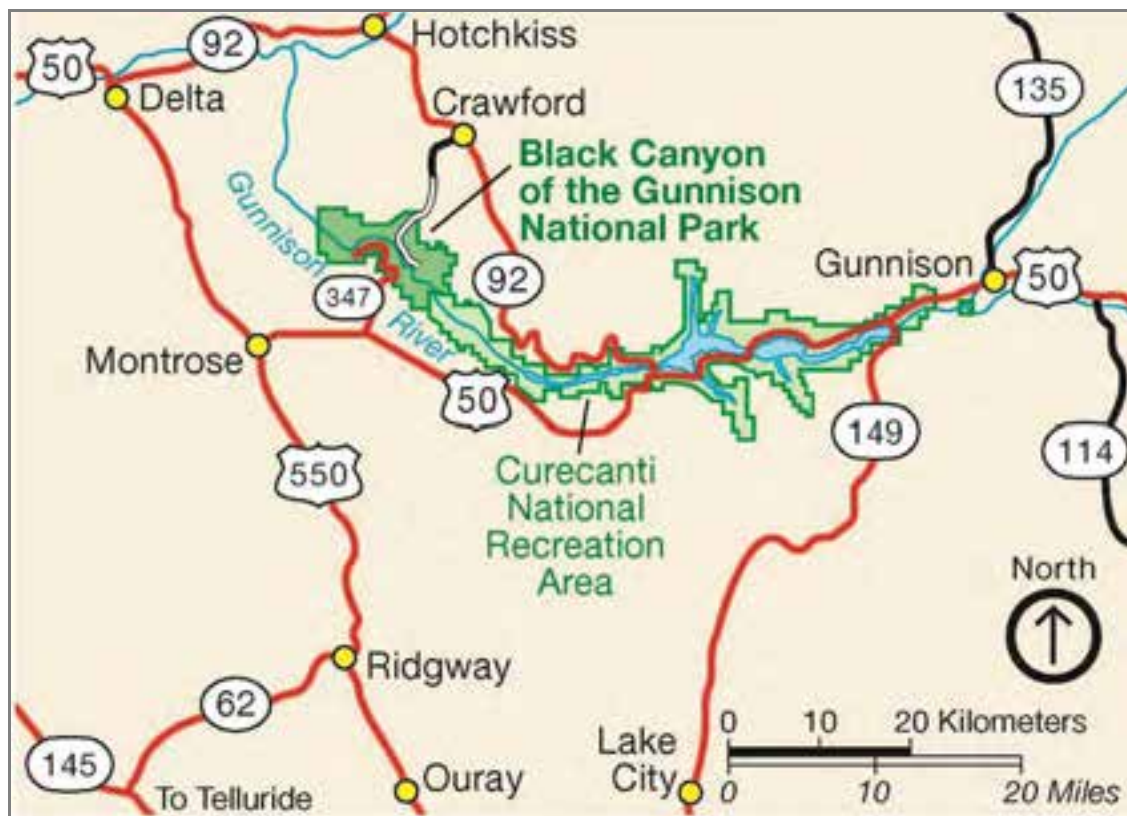 92
Hotchkiss
50
Delta
Crawford
135
Black Canyon
of the Gunnison
National Park
Gunnison
River
347
92
Gunnison
50
Montrose
50
149
114
550
Curecanti
National
Recreation
Area
North
Ridgway
62
0 10 20 Kilometers
Lake
City
145
To Telluride
Ouray
0 10 20 Miles